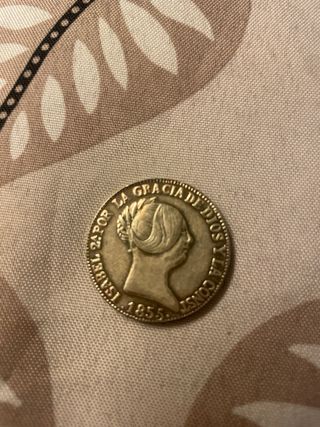 ISABEL 2ª POR LA GRACIA DE DIOS Y LA CONST
1855.